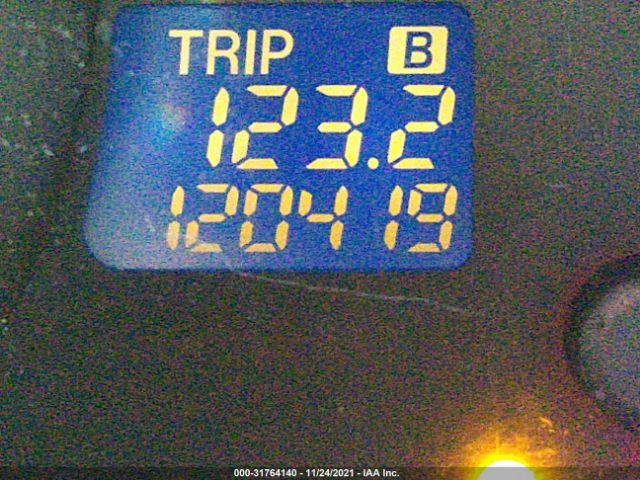 TRIP B
123.2
120419
000-31764140 - 11/24/2021 - IAA Inc.